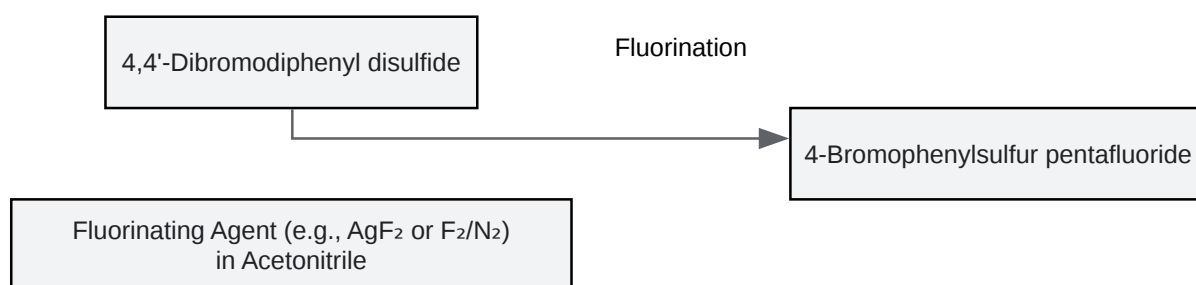 4,4'-Dibromodiphenyl disulfide
Fluorination
4-Bromophenylsulfur pentafluoride
Fluorinating Agent (e.g., AgF₂ or F₂/N₂)
in Acetonitrile